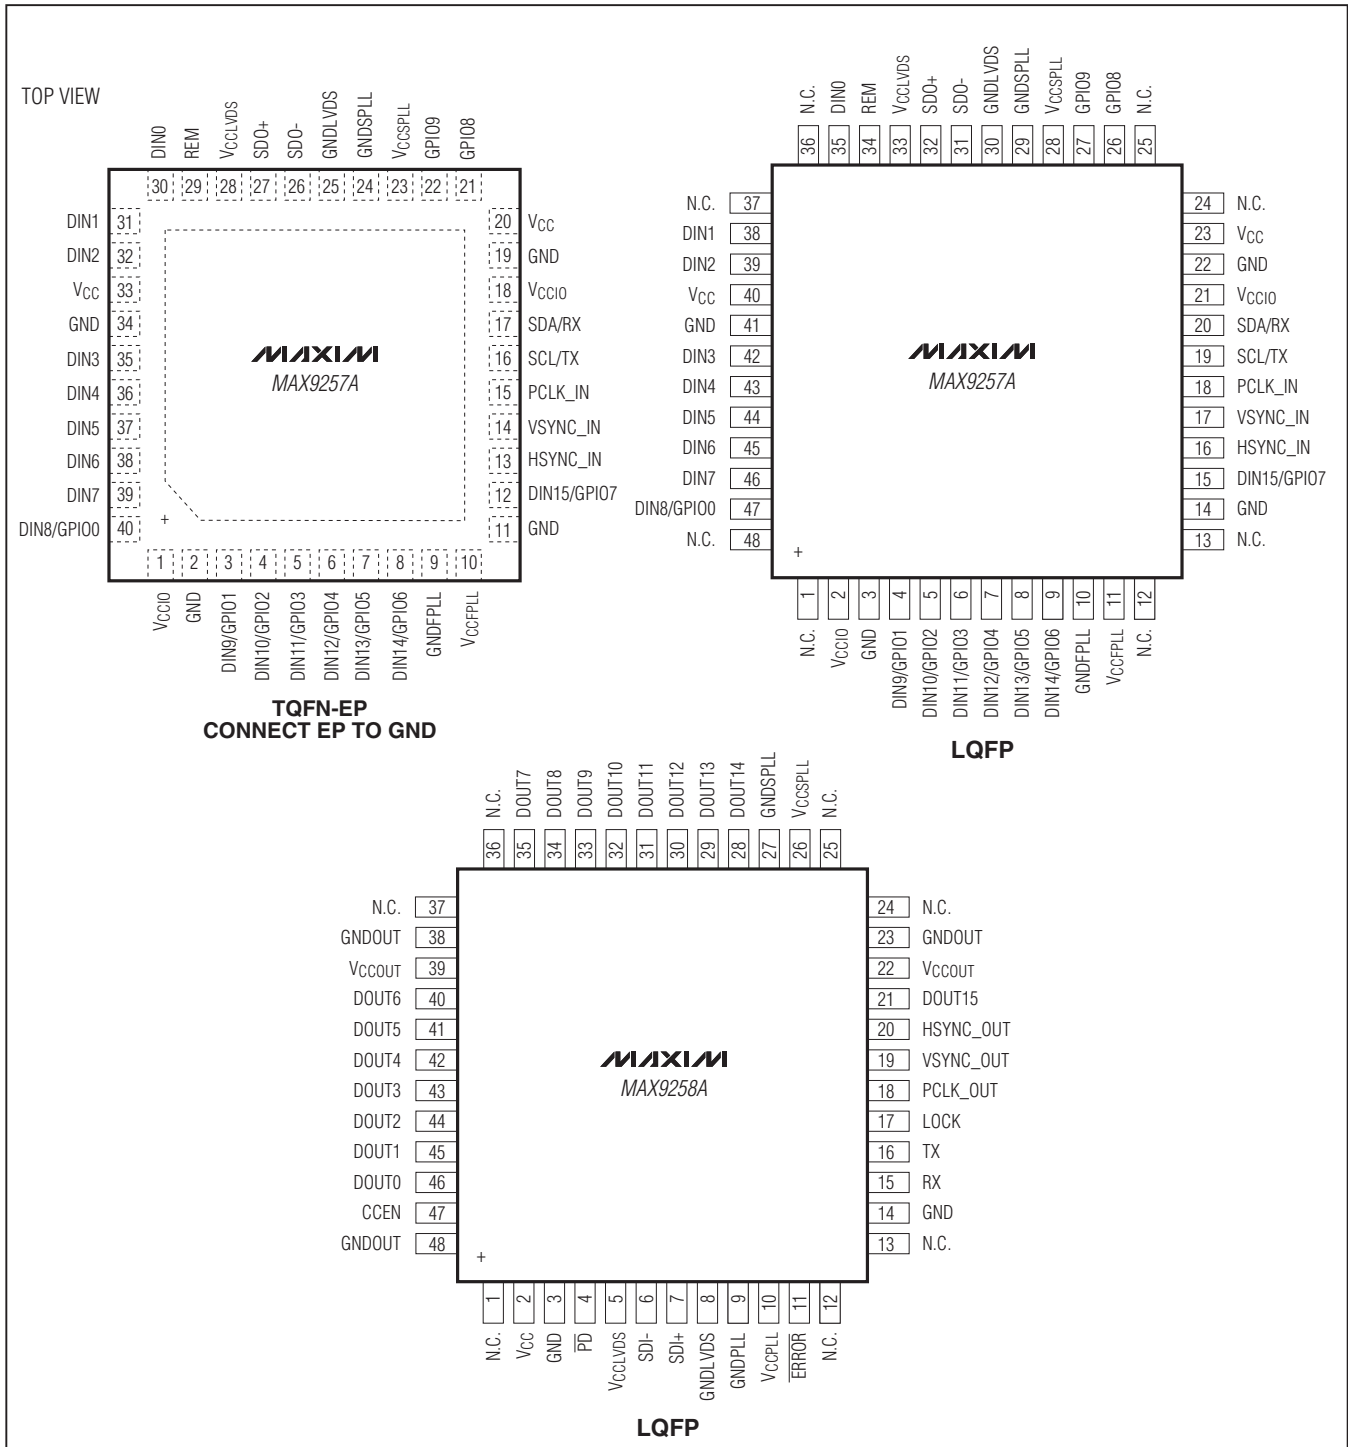 TOP VIEW
DIN0 REM VCCLVDS SDO+ SDO- GNDLVDS GNDSPLL VCCSPLL GPIO9 GPIO8
30 29 28 27 26 25 24 23 22 21
DIN1 31
DIN2 32
VCC 33
GND 34
DIN3 35
DIN4 36
DIN5 37
DIN6 38
DIN7 39
DIN8/GPIO0 40
MAXIM
MAX9257A
+
20 VCC
19 GND
18 VCCIO
17 SDA/RX
16 SCL/TX
15 PCLK_IN
14 VSYNC_IN
13 HSYNC_IN
12 DIN15/GPIO7
11 GND
1 2 3 4 5 6 7 8 9 10
VCCIO GND DIN9/GPIO1 DIN10/GPIO2 DIN11/GPIO3 DIN12/GPIO4 DIN13/GPIO5 DIN14/GPIO6 GNDFPLL VCCFPLL
TQFN-EP
CONNECT EP TO GND
N.C. DIN0 REM VCCLVDS SDO+ SDO- GNDLVDS GNDSPLL VCCSPLL GPIO9 GPIO8 N.C.
36 35 34 33 32 31 30 29 28 27 26 25
N.C. 37
DIN1 38
DIN2 39
VCC 40
GND 41
DIN3 42
DIN4 43
DIN5 44
DIN6 45
DIN7 46
DIN8/GPIO0 47
N.C. 48
MAXIM
MAX9257A
+
24 N.C.
23 VCC
22 GND
21 VCCIO
20 SDA/RX
19 SCL/TX
18 PCLK_IN
17 VSYNC_IN
16 HSYNC_IN
15 DIN15/GPIO7
14 GND
13 N.C.
1 2 3 4 5 6 7 8 9 10 11 12
N.C. VCCIO GND DIN9/GPIO1 DIN10/GPIO2 DIN11/GPIO3 DIN12/GPIO4 DIN13/GPIO5 DIN14/GPIO6 GNDFPLL VCCFPLL N.C.
LQFP
N.C. DOUT7 DOUT8 DOUT9 DOUT10 DOUT11 DOUT12 DOUT13 DOUT14 GNDSPLL VCCSPLL N.C.
36 35 34 33 32 31 30 29 28 27 26 25
N.C. 37
GNDOUT 38
VCCOUT 39
DOUT6 40
DOUT5 41
DOUT4 42
DOUT3 43
DOUT2 44
DOUT1 45
DOUT0 46
CCEN 47
GNDOUT 48
MAXIM
MAX9258A
+
24 N.C.
23 GNDOUT
22 VCCOUT
21 DOUT15
20 HSYNC_OUT
19 VSYNC_OUT
18 PCLK_OUT
17 LOCK
16 TX
15 RX
14 GND
13 N.C.
1 2 3 4 5 6 7 8 9 10 11 12
N.C. VCC GND PD VCCLVDS SDI- SDI+ GNDLVDS GNDPLL VCCPLL ERROR N.C.
LQFP